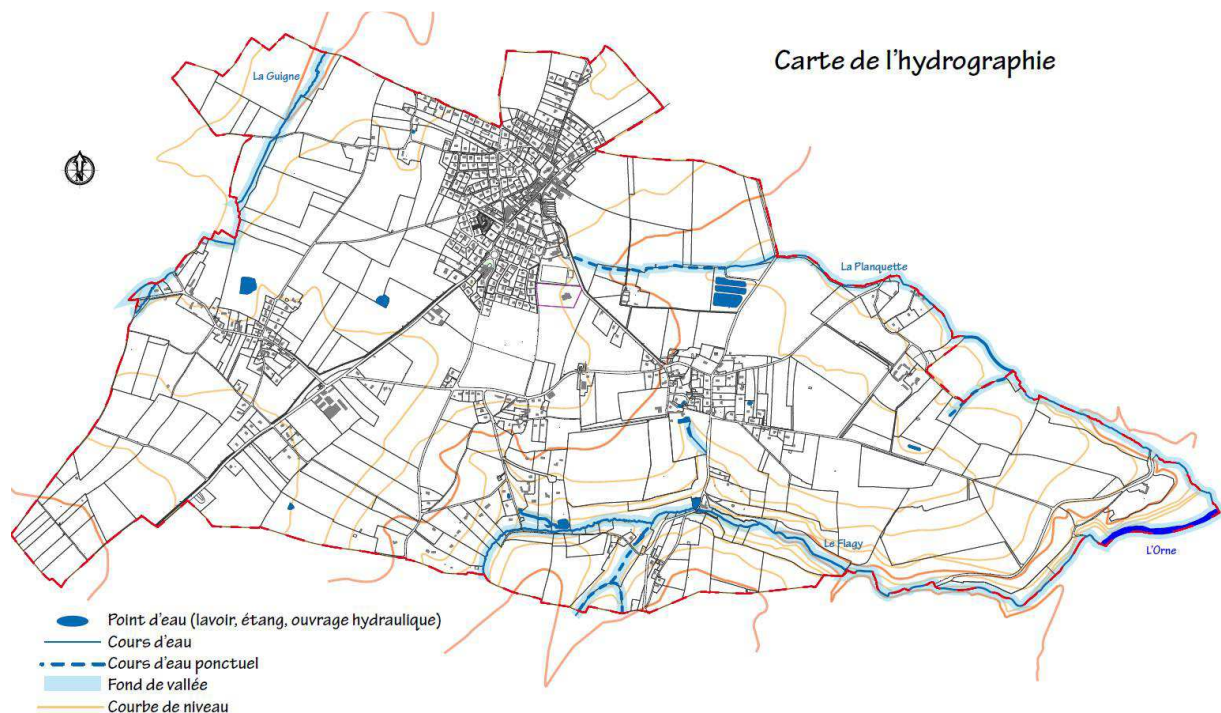 Carte de l'hydrographie
La Guigne
N
La Planquette
Le Flagy
L'Orne
Point d'eau (lavoir, étang, ouvrage hydraulique)
Cours d'eau
Cours d'eau ponctuel
Fond de vallée
Courbe de niveau